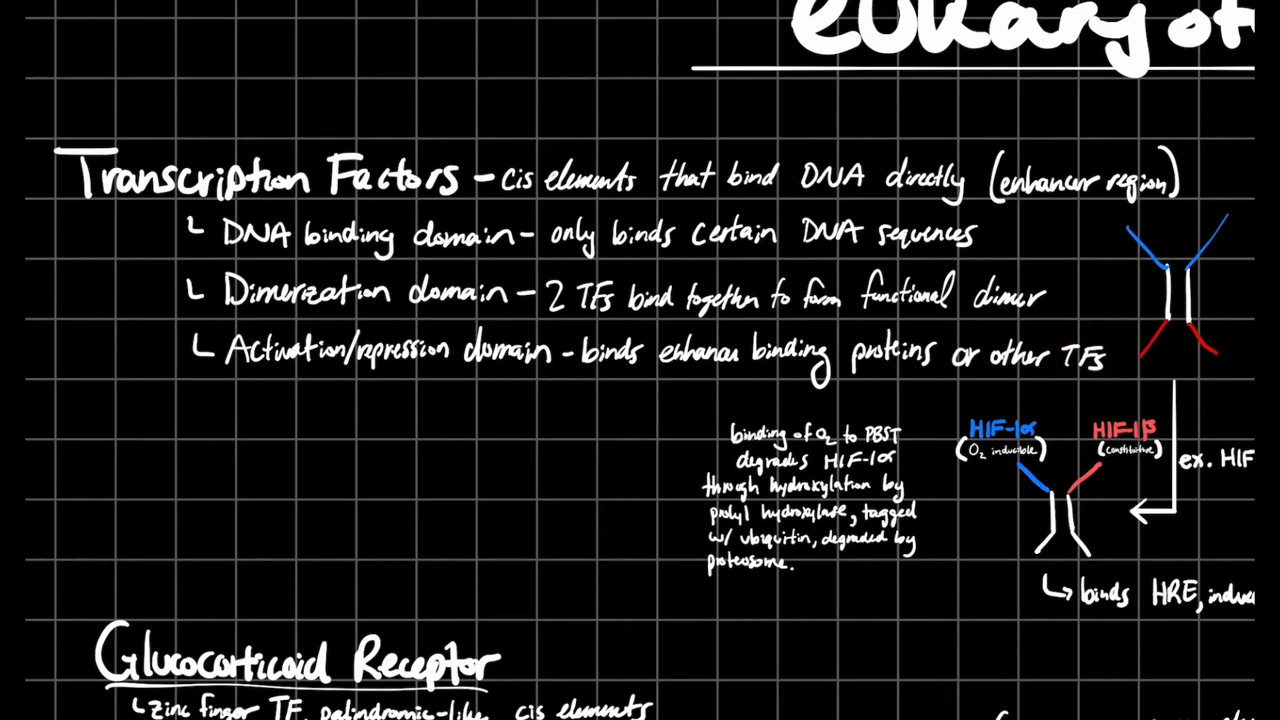 eukaryot
Transcription Factors - cis elements that bind DNA directly (enhancer region)
↳ DNA binding domain - only binds certain DNA sequences
↳ Dimerization domain - 2 TFs bind together to form functional dimer
↳ Activation/repression domain - binds enhancer binding proteins or other TFs
binding of O2 to PBST
degrades HIF-1α
through hydroxylation by
prolyl hydroxylase, tagged
w/ ubiquitin, degraded by
proteosome.
HIF-1α
(O2 inducible)
HIF-1β
(constitutive)
ex. HIF
↳ binds HRE, induce
Glucocorticoid Receptor
↳ Zinc finger TF, palindromic-like cis elements